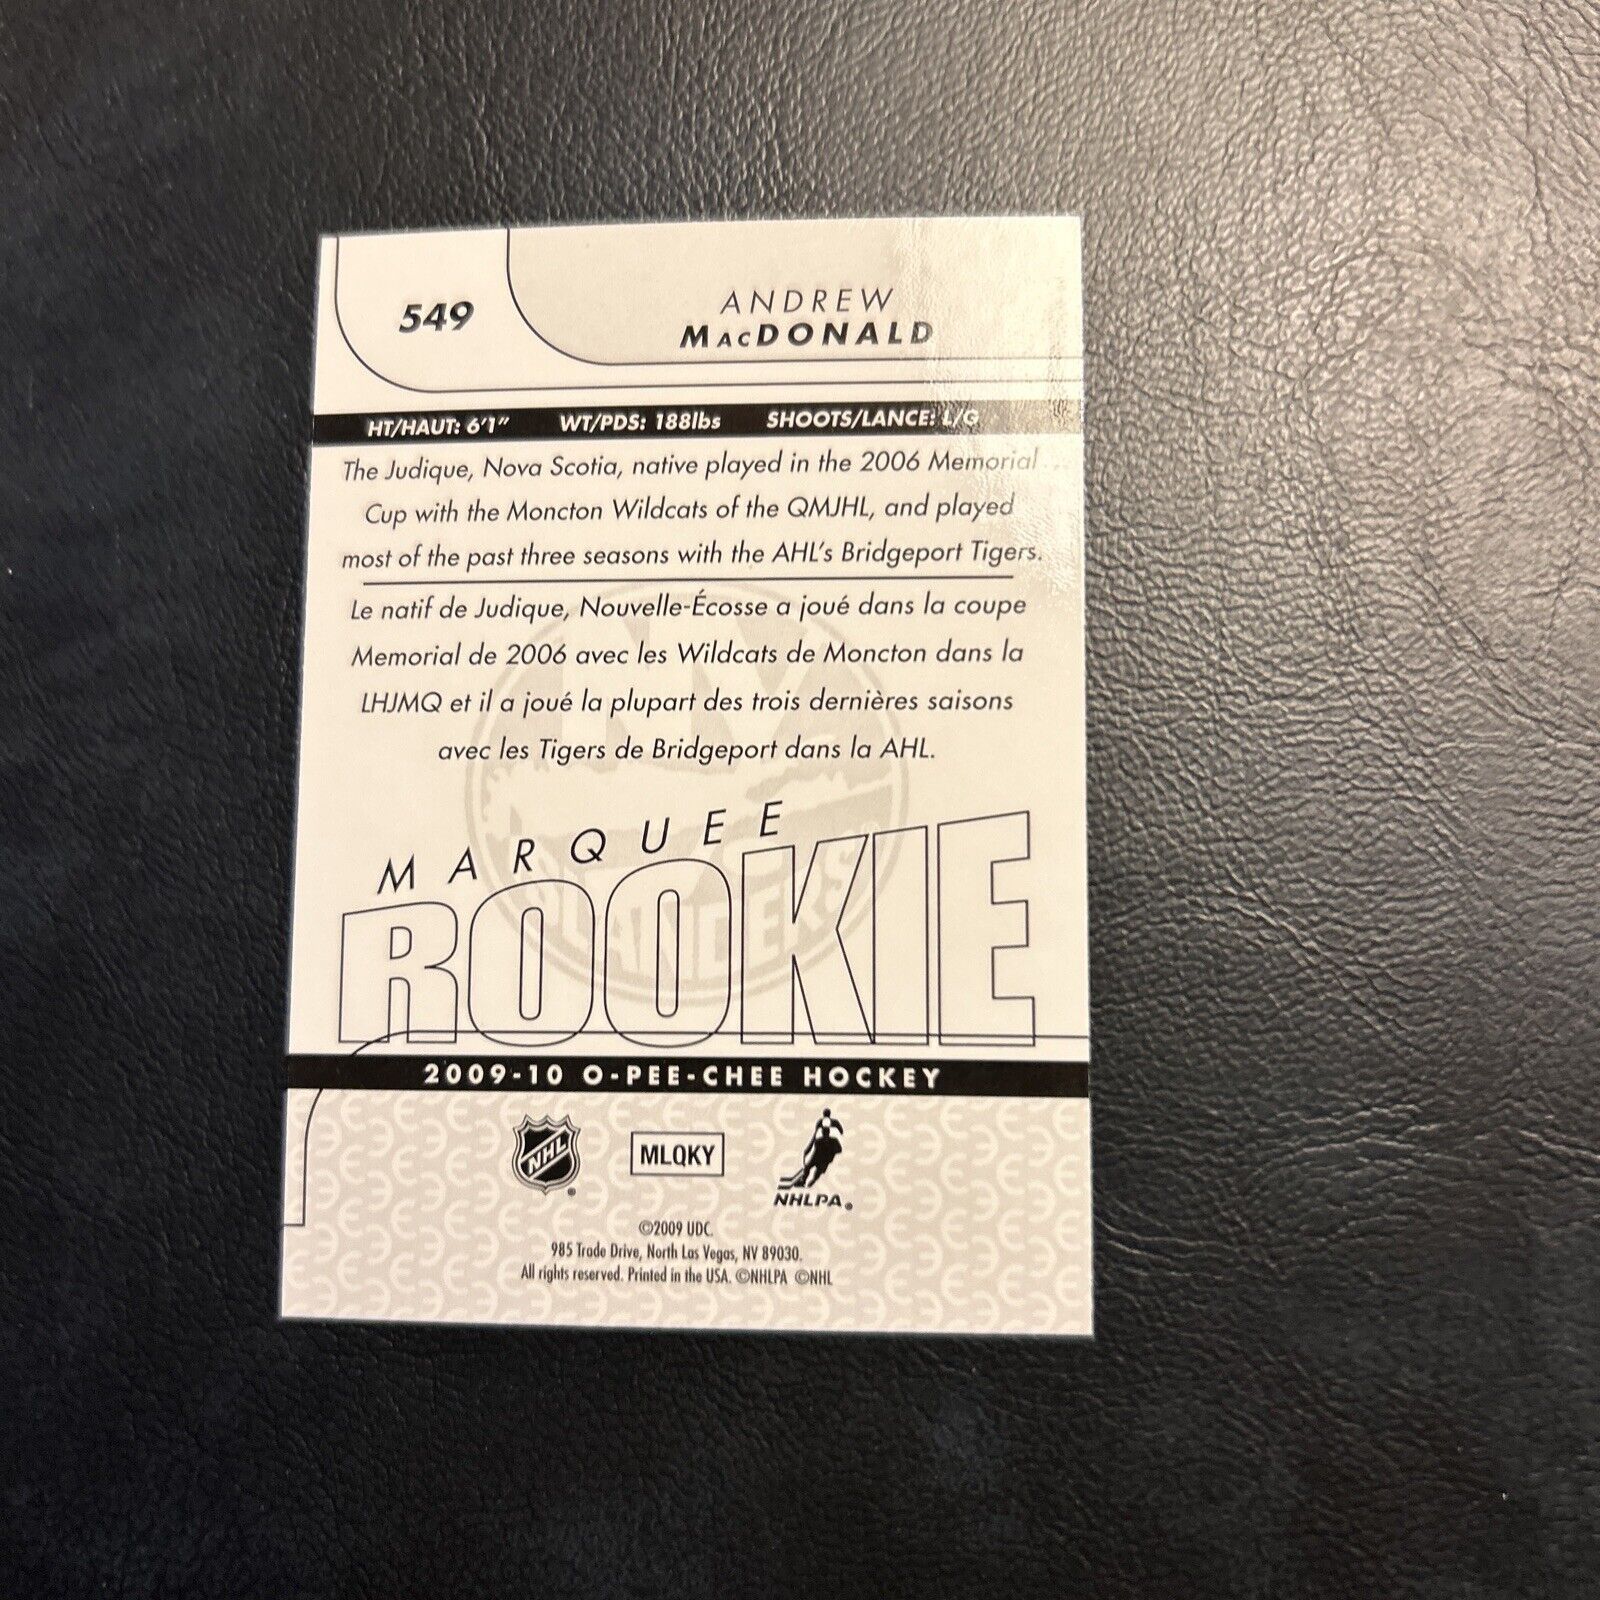 549
ANDREW
MacDONALD
HT/HAUT: 6'1" WT/PDS: 188lbs SHOOTS/LANCE: L/G
The Judique, Nova Scotia, native played in the 2006 Memorial
Cup with the Moncton Wildcats of the QMJHL, and played
most of the past three seasons with the AHL's Bridgeport Tigers.
Le natif de Judique, Nouvelle-Écosse a joué dans la coupe
Memorial de 2006 avec les Wildcats de Moncton dans la
LHJMQ et il a joué la plupart des trois dernières saisons
avec les Tigers de Bridgeport dans la AHL.
MARQUEE
ROOKIE
2009-10 O-PEE-CHEE HOCKEY
NHL MLQKY NHLPA
©2009 UDC.
985 Trade Drive, North Las Vegas, NV 89030.
All rights reserved. Printed in the USA. ©NHLPA ©NHL